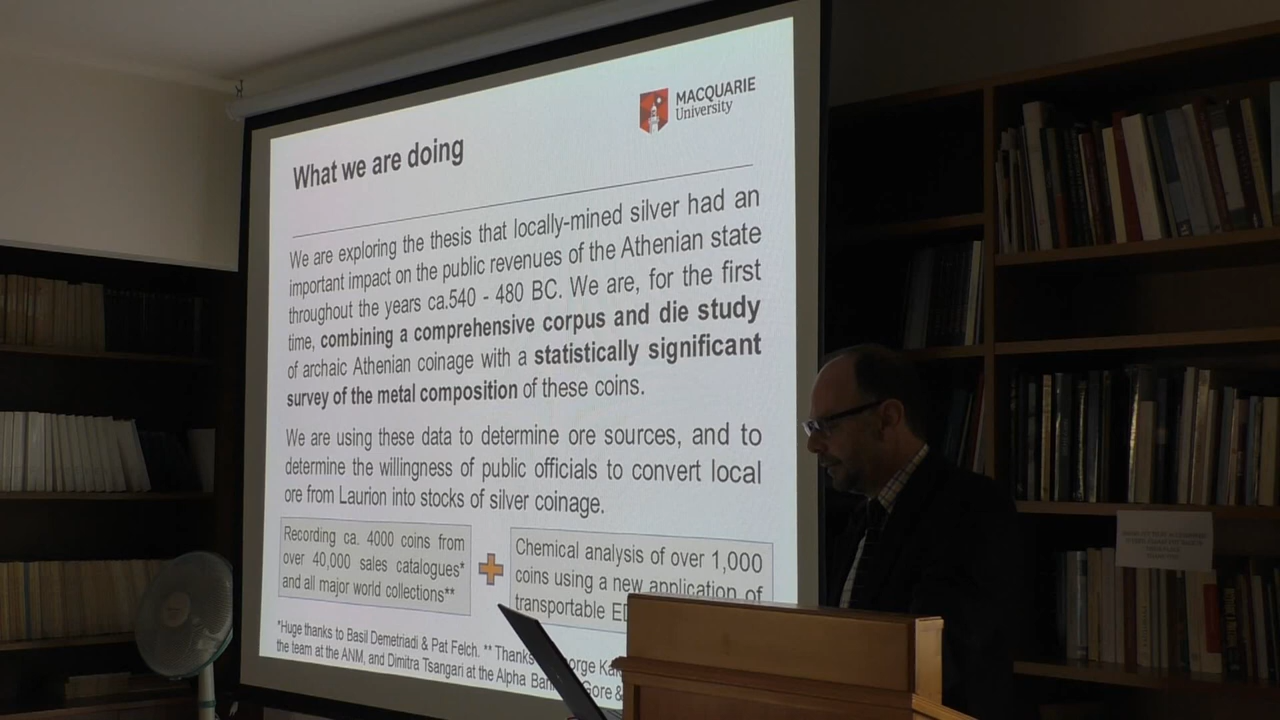 MACQUARIE
University
What we are doing
We are exploring the thesis that locally-mined silver had an
important impact on the public revenues of the Athenian state
throughout the years ca.540 - 480 BC. We are, for the first
time, combining a comprehensive corpus and die study
of archaic Athenian coinage with a statistically significant
survey of the metal composition of these coins.
We are using these data to determine ore sources, and to
determine the willingness of public officials to convert local
ore from Laurion into stocks of silver coinage.
Recording ca. 4000 coins from
over 40,000 sales catalogues*
and all major world collections**
Chemical analysis of over 1,000
coins using a new application of
transportable
*Huge thanks to Basil Demetriadi & Pat Felch. ** Thanks
the team at the ANM, and Dimitra Tsangari at the Alpha Gore &